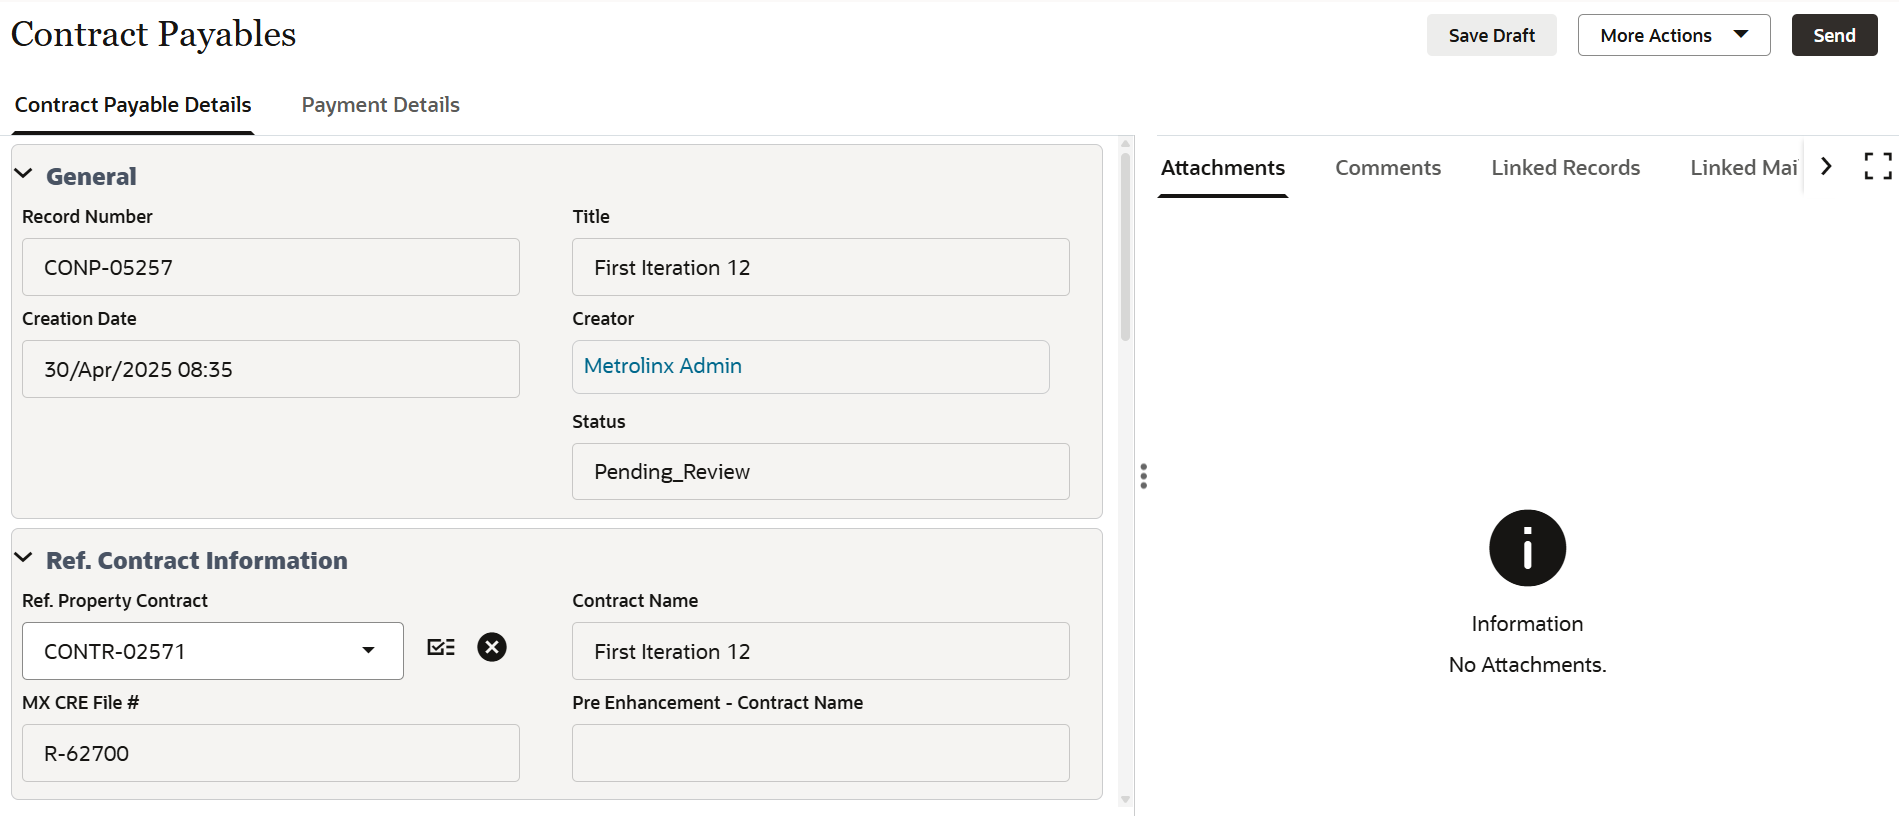 Contract Payables
Save Draft
More Actions
Send
Contract Payable Details
Payment Details
General
Record Number
Title
CONP-05257
First Iteration 12
Creation Date
Creator
30/Apr/2025 08:35
Metrolinx Admin
Status
Pending_Review
Ref. Contract Information
Ref. Property Contract
Contract Name
CONTR-02571
First Iteration 12
MX CRE File #
Pre Enhancement - Contract Name
R-62700
Attachments
Comments
Linked Records
Linked Mai
Information
No Attachments.